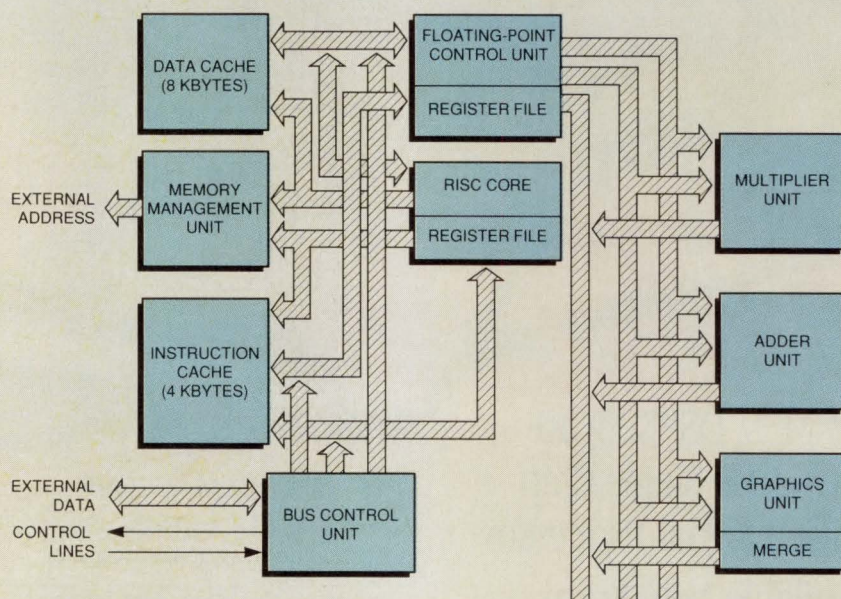 DATA CACHE
(8 KBYTES)
FLOATING-POINT
CONTROL UNIT
REGISTER FILE
EXTERNAL
ADDRESS
MEMORY
MANAGEMENT
UNIT
RISC CORE
REGISTER FILE
MULTIPLIER
UNIT
INSTRUCTION
CACHE
(4 KBYTES)
ADDER
UNIT
EXTERNAL
DATA
CONTROL
LINES
BUS CONTROL
UNIT
GRAPHICS
UNIT
MERGE